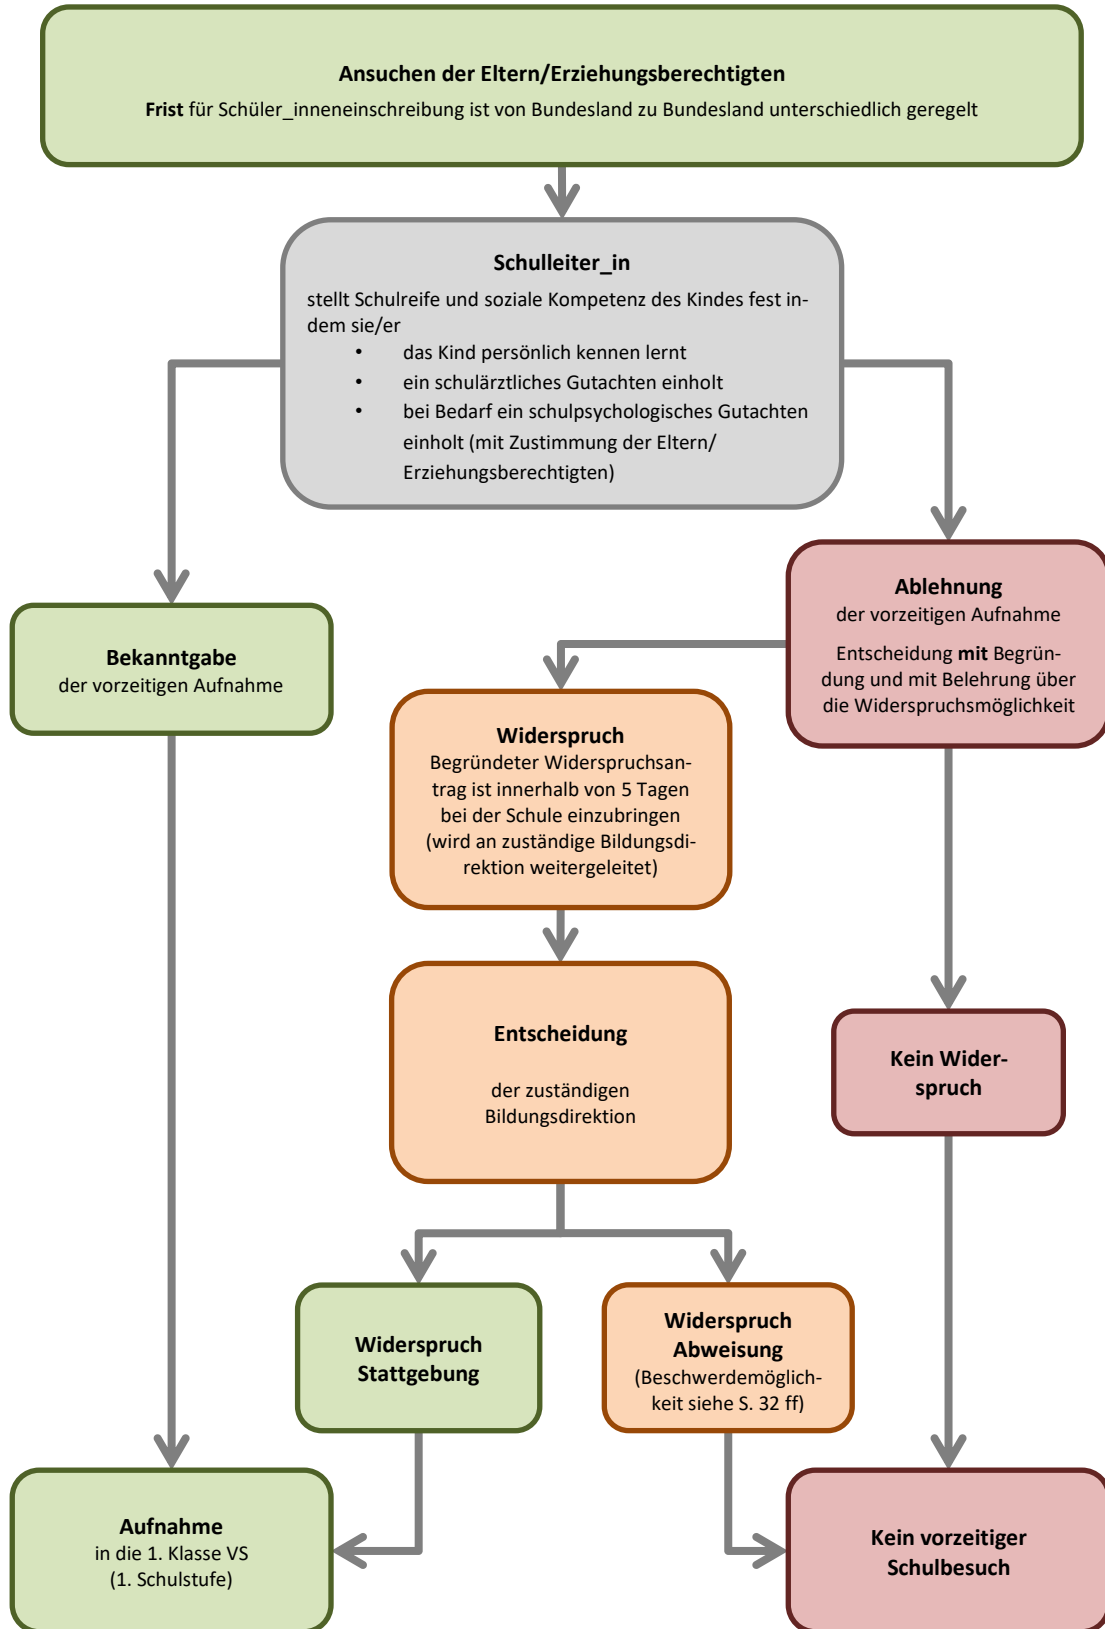 Ansuchen der Eltern/Erziehungsberechtigten
Frist für Schüler_inneneinschreibung ist von Bundesland zu Bundesland unterschiedlich geregelt
Schulleiter_in
stellt Schulreife und soziale Kompetenz des Kindes fest in-
dem sie/er
• das Kind persönlich kennen lernt
• ein schulärztliches Gutachten einholt
• bei Bedarf ein schulpsychologisches Gutachten
einholt (mit Zustimmung der Eltern/
Erziehungsberechtigten)
Bekanntgabe
der vorzeitigen Aufnahme
Ablehnung
der vorzeitigen Aufnahme
Entscheidung mit Begrün-
dung und mit Belehrung über
die Widerspruchsmöglichkeit
Widerspruch
Begründeter Widerspruchsan-
trag ist innerhalb von 5 Tagen
bei der Schule einzubringen
(wird an zuständige Bildungsdi-
rektion weitergeleitet)
Entscheidung
der zuständigen
Bildungsdirektion
Kein Wider-
spruch
Widerspruch
Stattgebung
Widerspruch
Abweisung
(Beschwerdemöglich-
keit siehe S. 32 ff)
Aufnahme
in die 1. Klasse VS
(1. Schulstufe)
Kein vorzeitiger
Schulbesuch